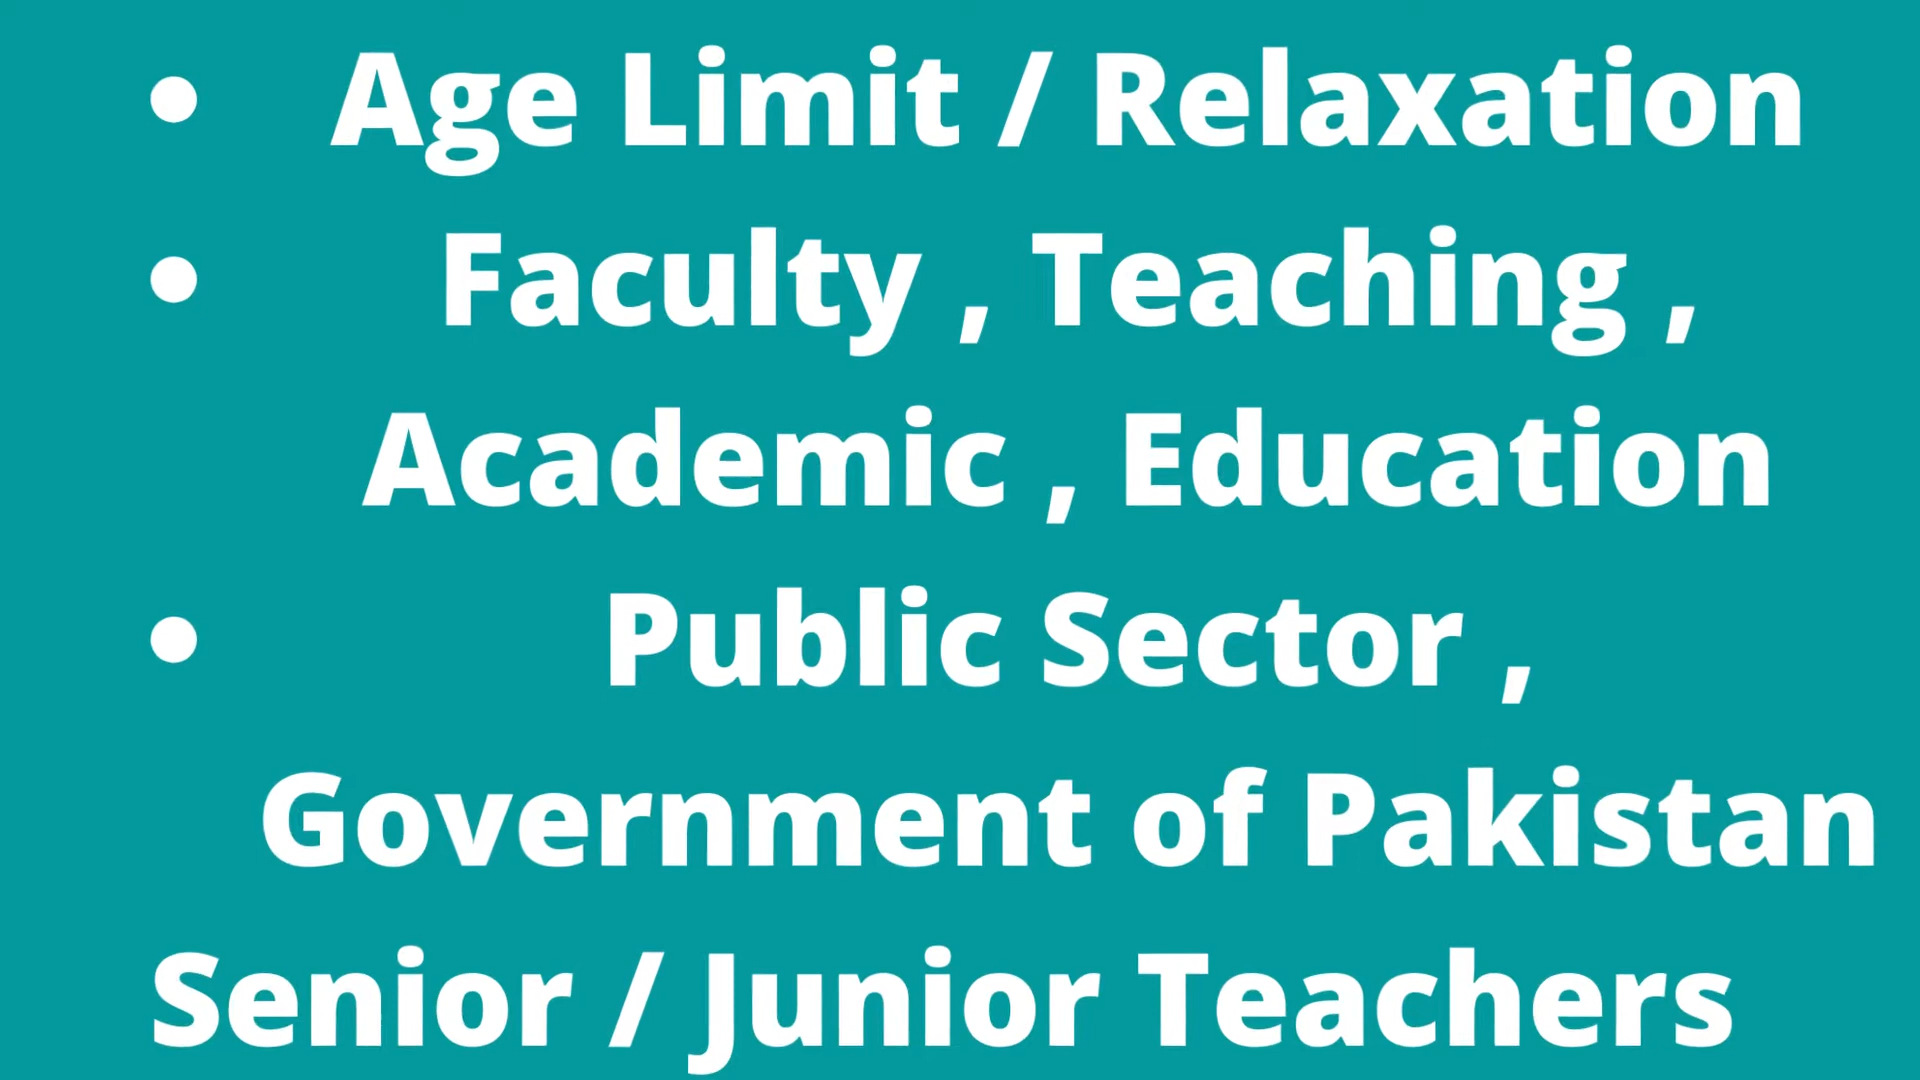 • Age Limit / Relaxation
• Faculty , Teaching ,
Academic , Education
• Public Sector ,
Government of Pakistan
Senior / Junior Teachers